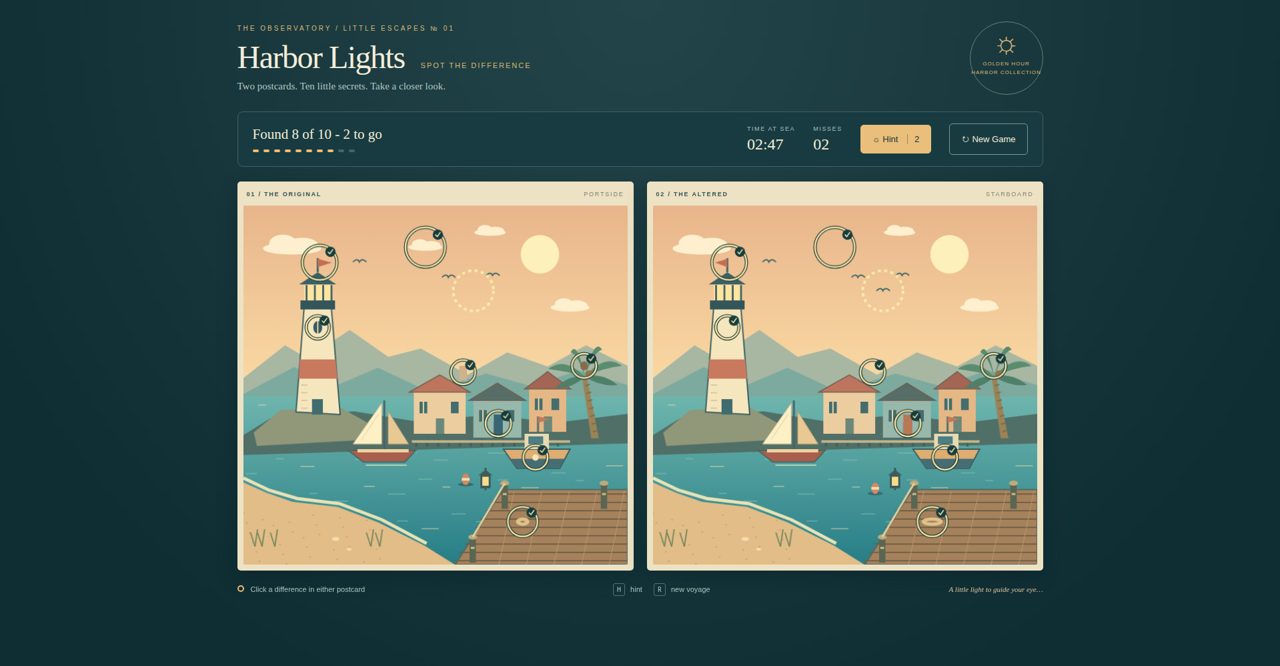 THE OBSERVATORY / LITTLE ESCAPES № 01
Harbor Lights SPOT THE DIFFERENCE
Two postcards. Ten little secrets. Take a closer look.
GOLDEN HOUR
HARBOR COLLECTION
Found 8 of 10 - 2 to go
TIME AT SEA
02:47
MISSES
02
Hint 2
New Game
01 / THE ORIGINAL PORTSIDE
02 / THE ALTERED STARBOARD
Click a difference in either postcard
H hint R new voyage
A little light to guide your eye…